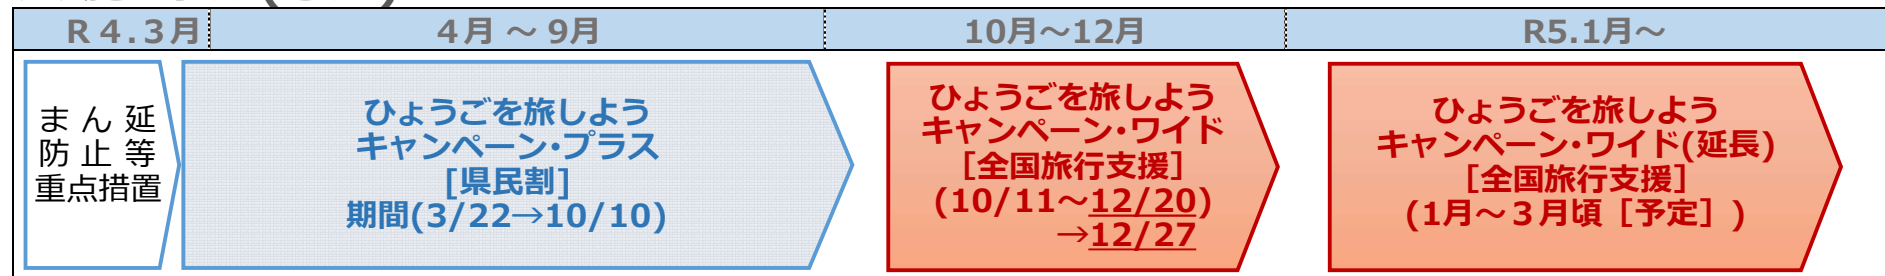 R４.３月
４月 ～ 9月
10月～12月
R5.1月～
まん延
防止等
重点措置
ひょうごを旅しよう
キャンペーン・プラス
[県民割]
期間(3/22→10/10)
ひょうごを旅しよう
キャンペーン・ワイド
[全国旅行支援]
(10/11～12/20)
→12/27
ひょうごを旅しよう
キャンペーン・ワイド(延長)
[全国旅行支援]
(1月～３月頃［予定］)